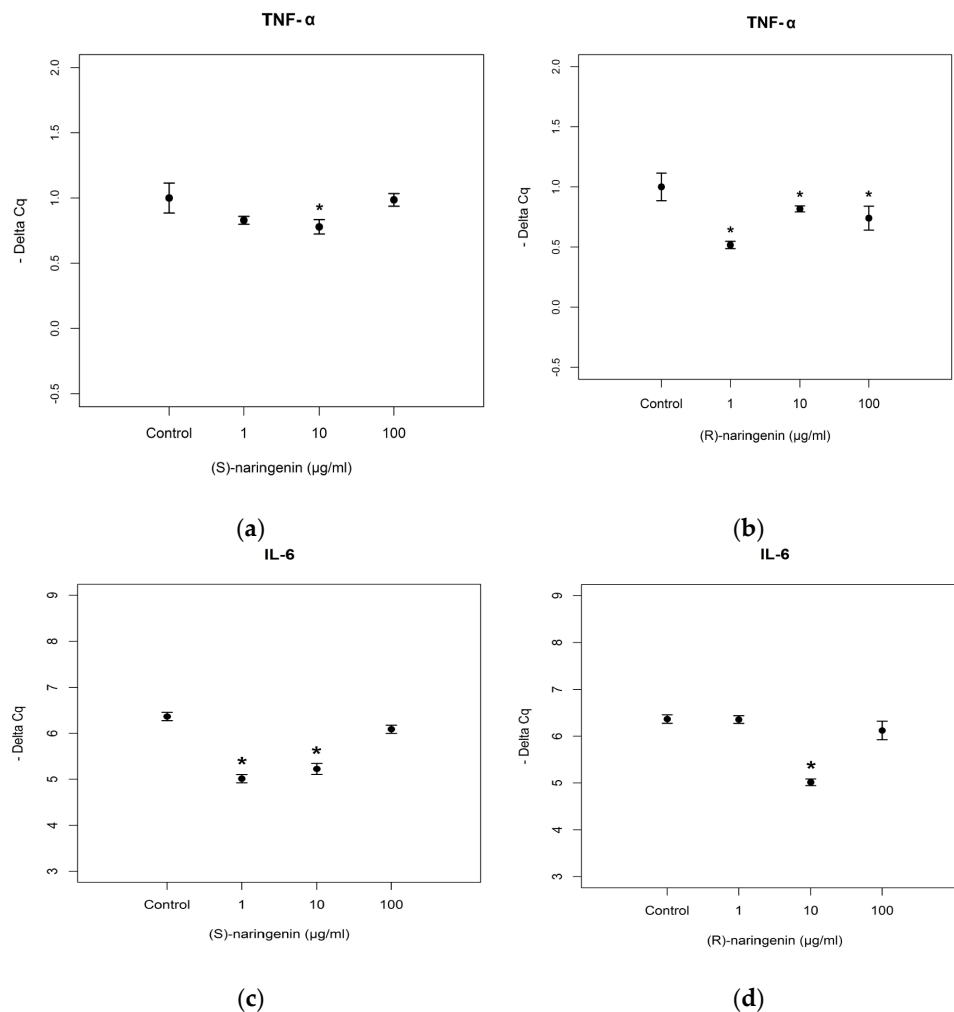 TNF- α
- Delta Cq
2.0
1.5
1.0
0.5
0.0
-0.5
*
Control 1 10 100
(S)-naringenin (µg/ml)
(a)
TNF- α
- Delta Cq
2.0
1.5
1.0
0.5
0.0
-0.5
* * *
Control 1 10 100
(R)-naringenin (µg/ml)
(b)
IL-6
- Delta Cq
9
8
7
6
5
4
3
* *
Control 1 10 100
(S)-naringenin (µg/ml)
(c)
IL-6
- Delta Cq
9
8
7
6
5
4
3
*
Control 1 10 100
(R)-naringenin (µg/ml)
(d)